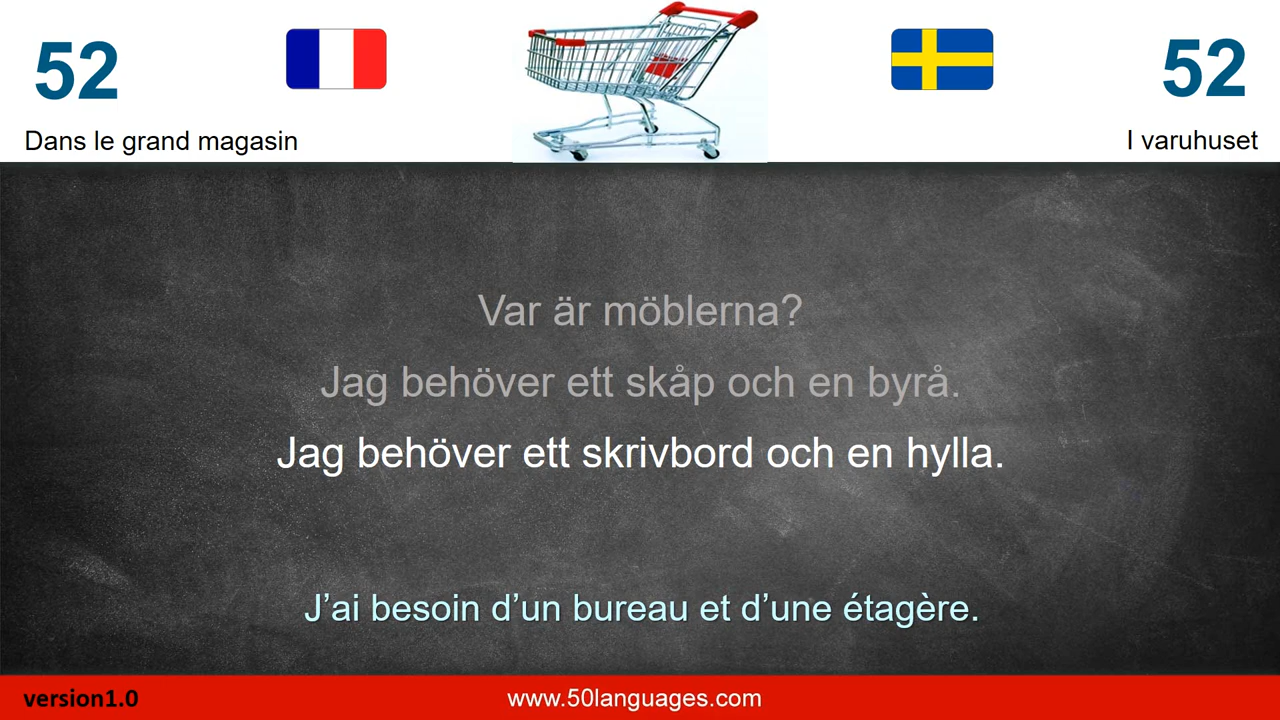 52
52
Dans le grand magasin
I varuhuset
Var är möblerna?
Jag behöver ett skåp och en byrå.
Jag behöver ett skrivbord och en hylla.
J’ai besoin d’un bureau et d’une étagère.
version1.0
www.50languages.com